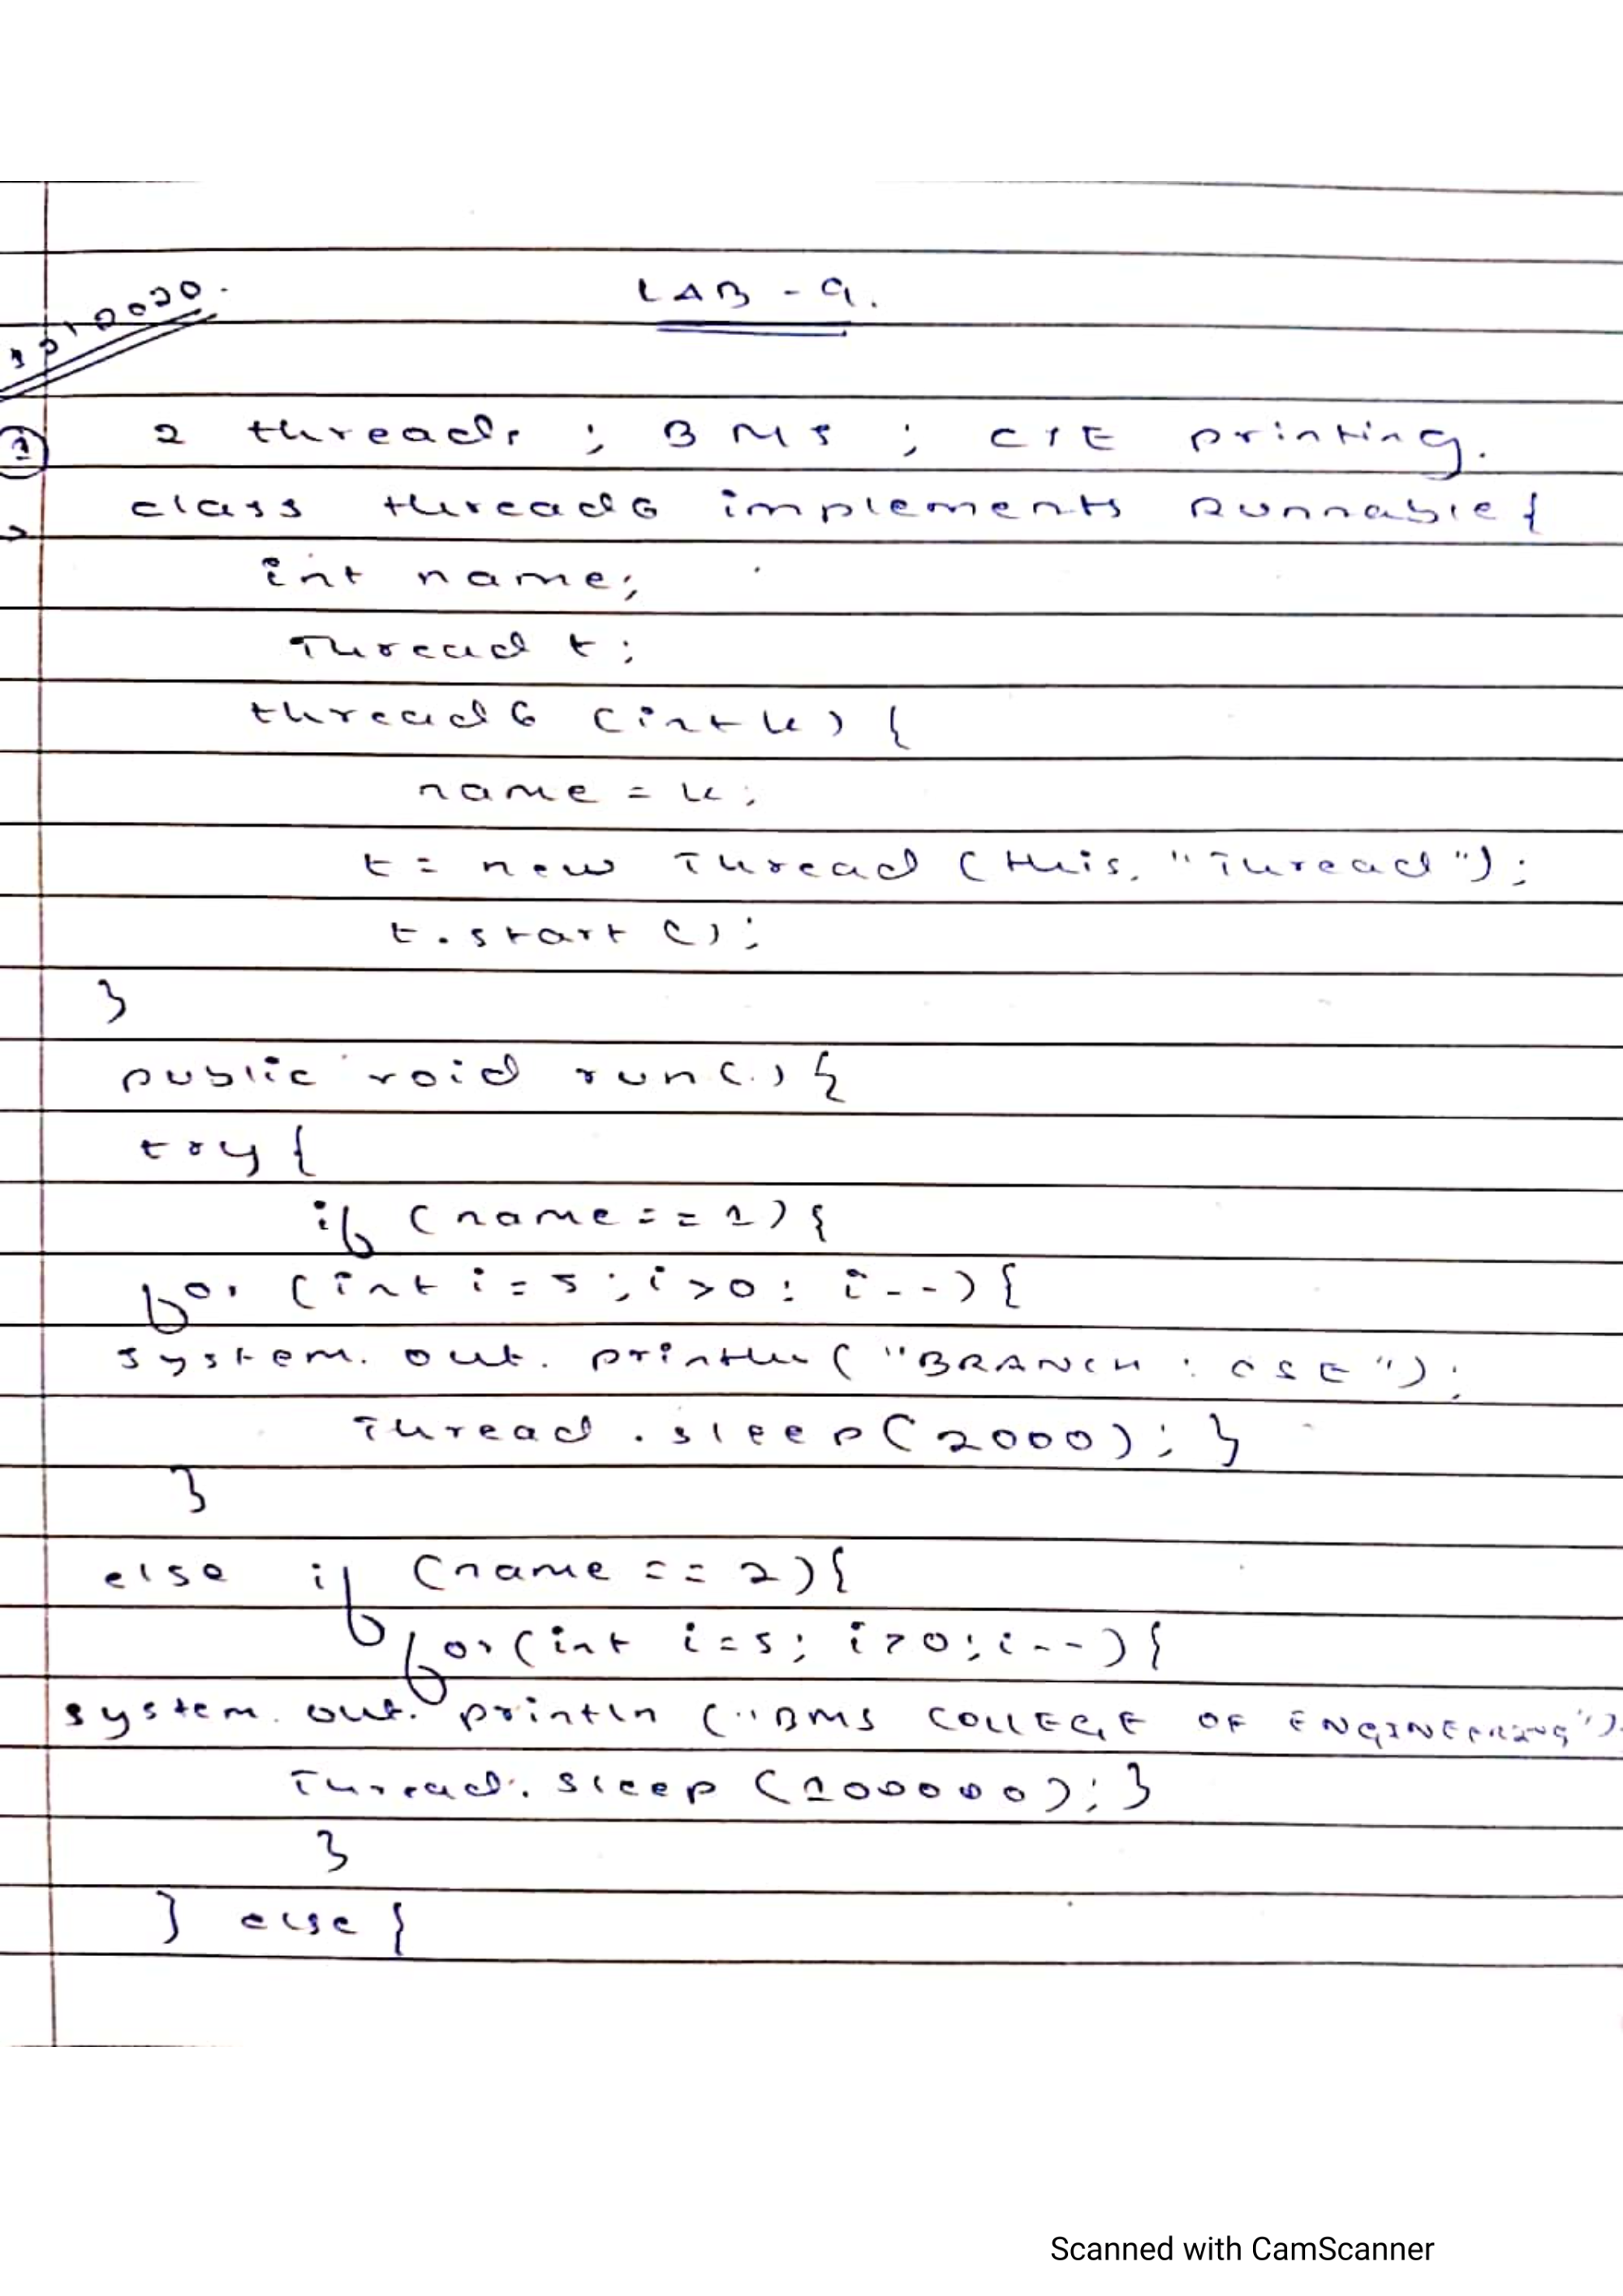 LAB - 9.
2 threads ; BMS ; CSE printing.
class thread6 implements Runnable {
int name;
Thread t;
thread6 (int k) {
name = k;
t = new Thread (this, "Thread");
t.start ();
}
public void run() {
try {
if (name == 1) {
for (int i = 5 ; i > 0 ; i--) {
system. out. println ("BRANCH : CSE");
Thread . sleep (2000) ; }
}
else if (name == 2) {
for (int i = 5; i > 0; i--) {
system. out. println ("BMS COLLEGE OF ENGINEERING")
Thread. sleep (100000); }
}
} else {
Scanned with CamScanner